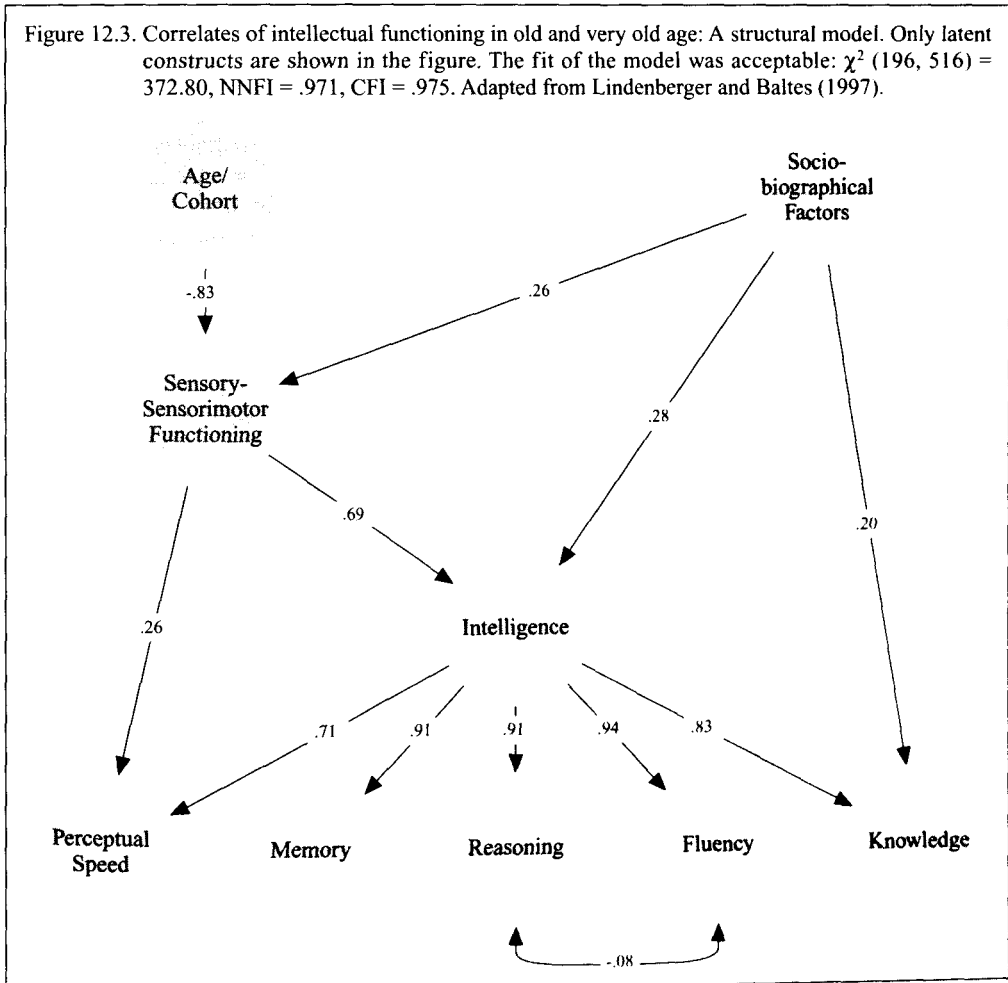 Figure 12.3. Correlates of intellectual functioning in old and very old age: A structural model. Only latent
constructs are shown in the figure. The fit of the model was acceptable: χ² (196, 516) =
372.80, NNFI = .971, CFI = .975. Adapted from Lindenberger and Baltes (1997).
Age/
Cohort
Socio-
biographical
Factors
-.83
.26
Sensory-
Sensorimotor
Functioning
.28
.69
.20
.26
Intelligence
.71
.91
.91
.94
.83
Perceptual
Speed
Memory
Reasoning
Fluency
Knowledge
-.08